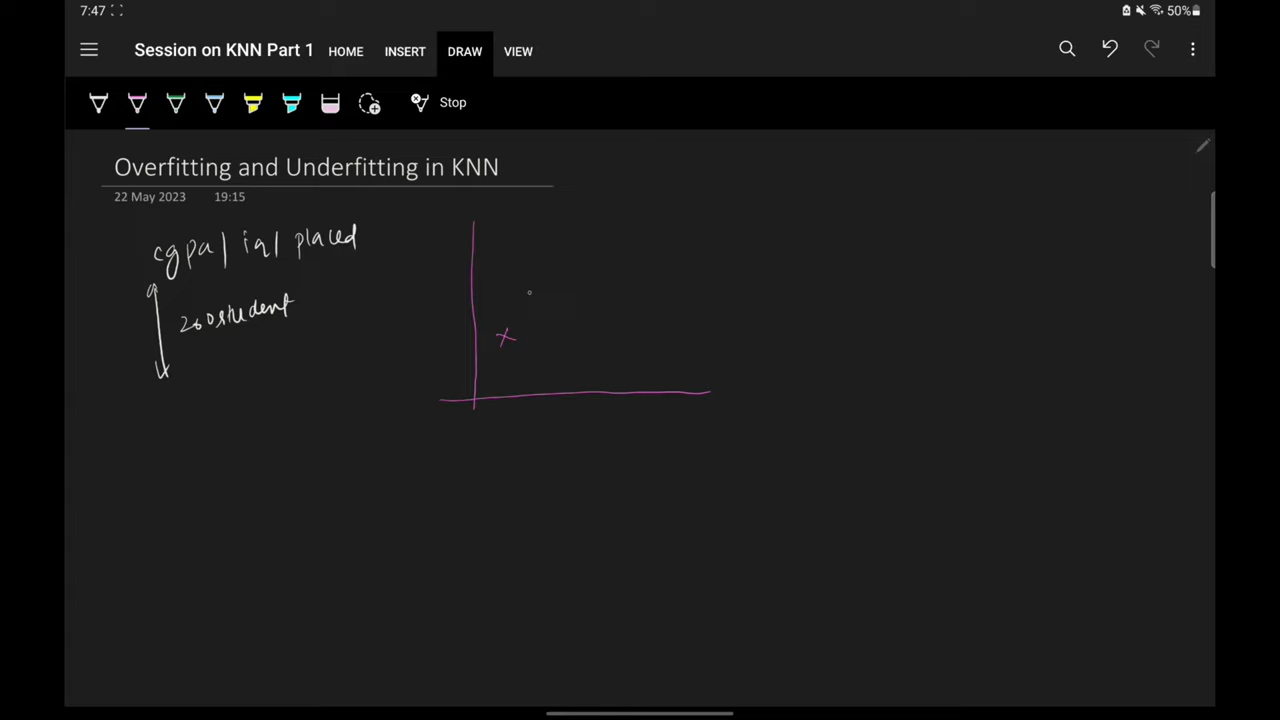 7:47 50%
Session on KNN Part 1 HOME INSERT DRAW VIEW
Stop
Overfitting and Underfitting in KNN
22 May 2023 19:15
cgpa | iq | placed
200 student